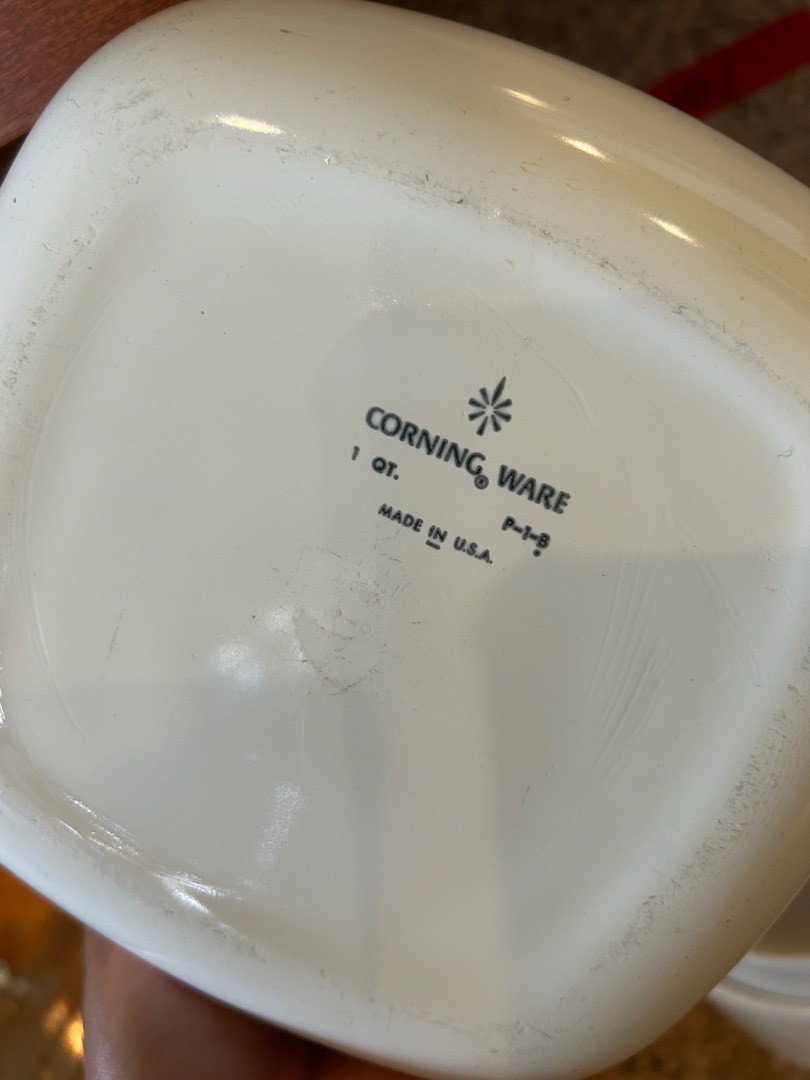 CORNING® WARE
1 QT. P-1-B
MADE IN U.S.A.